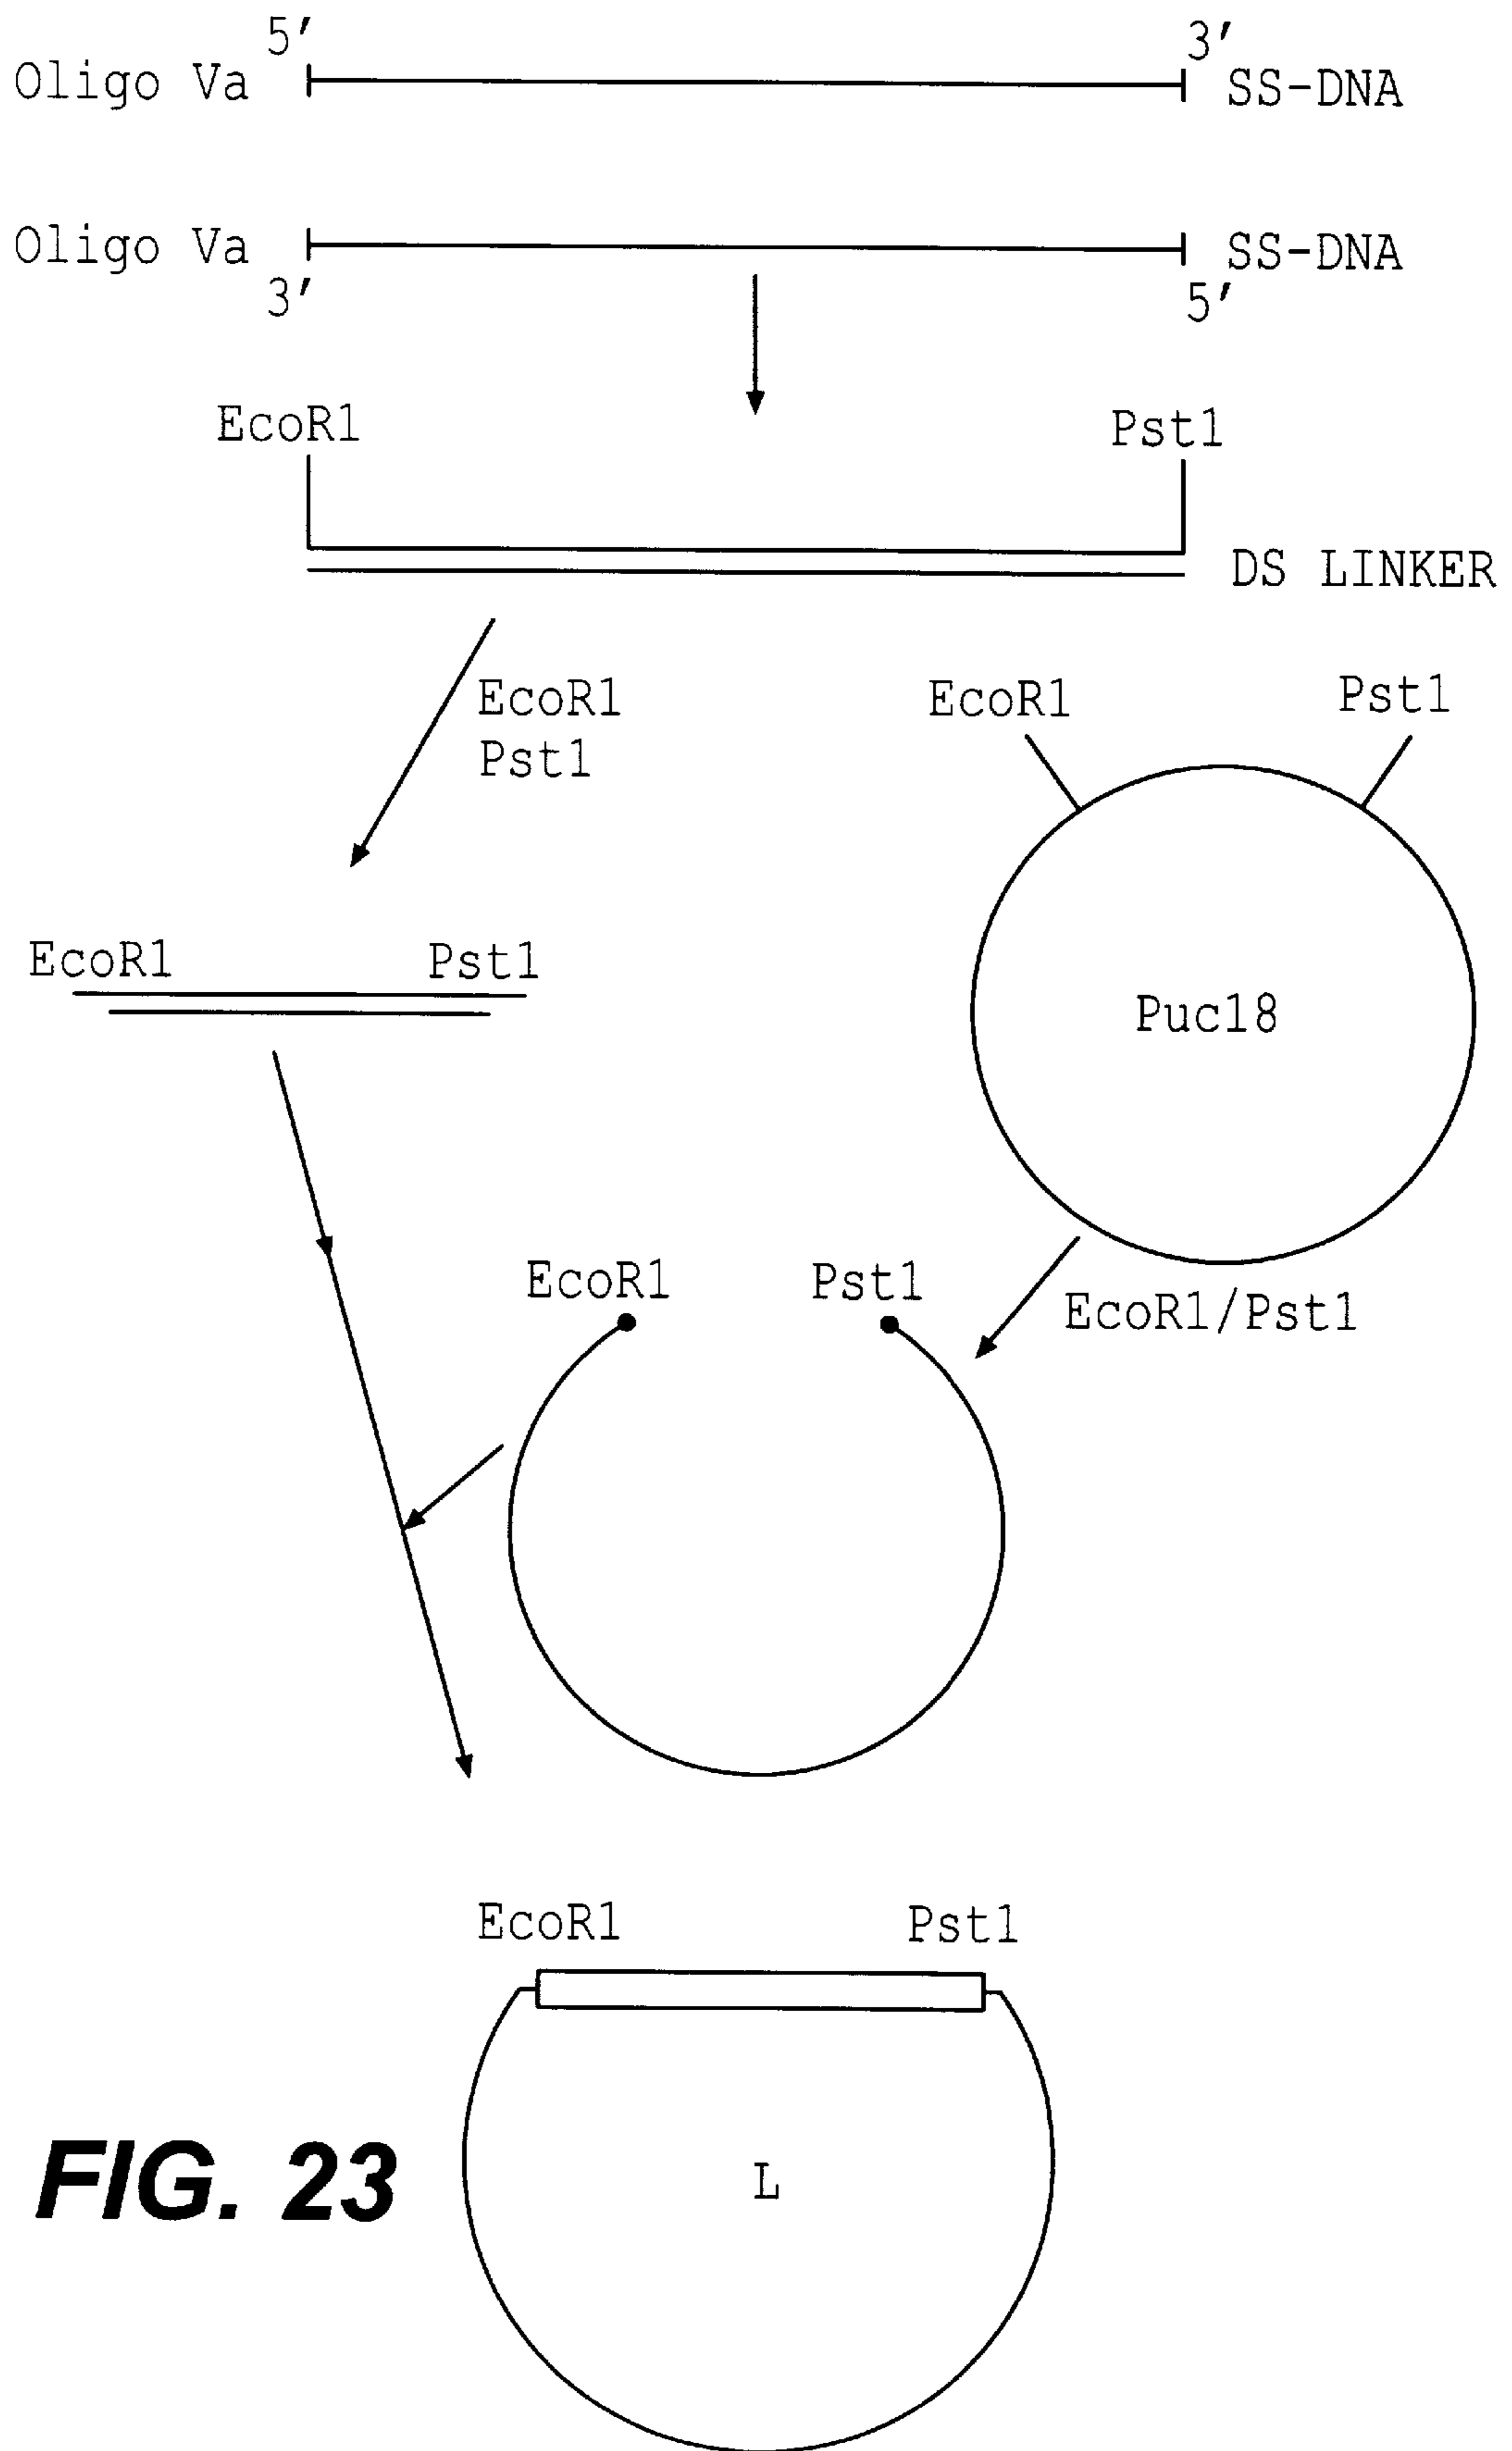 5′ 3′
Oligo Va SS-DNA
Oligo Va SS-DNA
3′ 5′
EcoR1 Pst1
DS LINKER
EcoR1
Pst1
EcoR1 Pst1
EcoR1 Pst1
Puc18
EcoR1 Pst1
EcoR1/Pst1
EcoR1 Pst1
L
FIG. 23